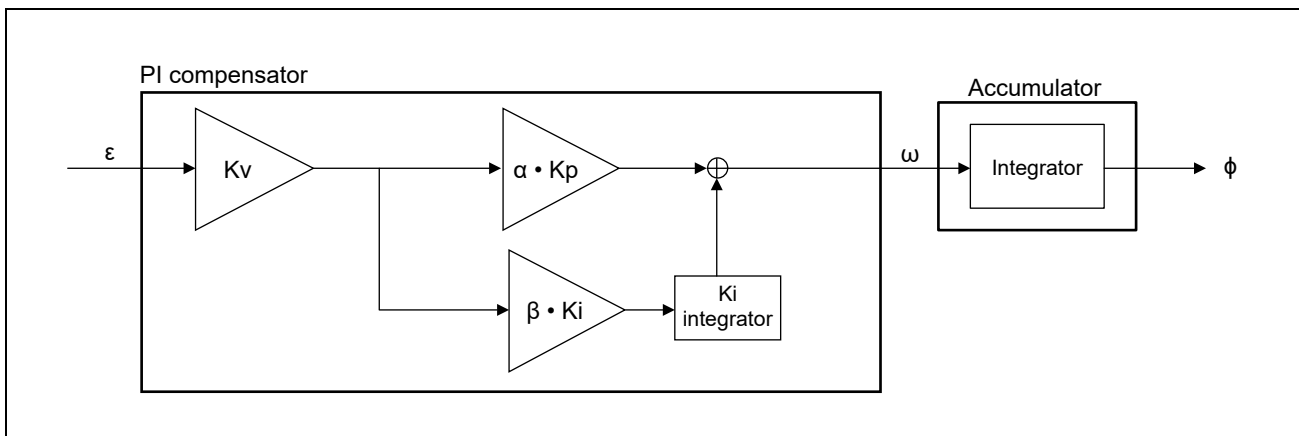 PI compensator
Accumulator
ε
Kv
α • Kp
ω
Integrator
ϕ
β • Ki
Ki
integrator